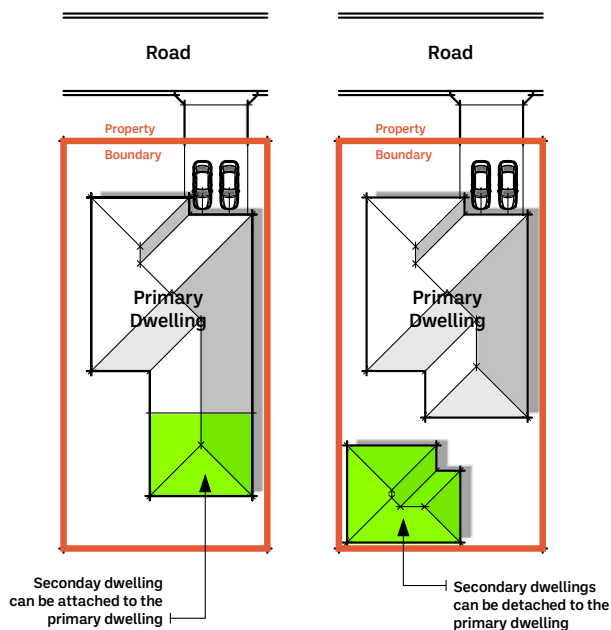 Road
Property
Boundary
Primary
Dwelling
Seconday dwelling
can be attached to the
primary dwelling
Road
Property
Boundary
Primary
Dwelling
Secondary dwellings
can be detached to the
primary dwelling